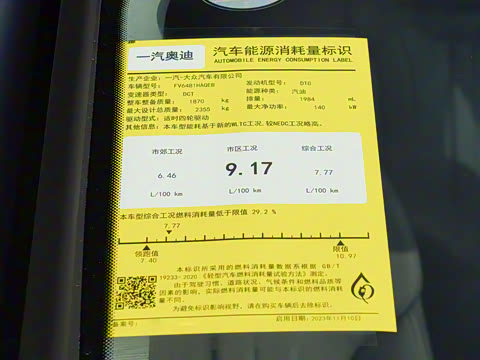 一汽奥迪
汽车能源消耗量标识
AUTOMOBILE ENERGY CONSUMPTION LABEL
生产企业：一汽-大众汽车有限公司
车辆型号： FV6481HAQEB 发动机型号： DTG
变速器类型： DCT 能源种类： 汽油
整车整备质量： 1870 kg 排量： 1984 mL
最大设计总质量： 2355 kg 最大净功率： 140 kW
驱动型式：适时四轮驱动
其他信息：本车型能耗基于新的WLTC工况,较NEDC工况略高。
市郊工况 市区工况 综合工况
6.46 9.17 7.77
L/100 km L/100 km L/100 km
本车型综合工况燃料消耗量低于限值 29.2 %
7.77
领跑值 限值
7.40 10.97
本标识所采用的燃料消耗量数据系根据 GB/T
19233-2020《轻型汽车燃料消耗量试验方法》测定。
由于驾驶习惯、道路状况、气候条件和燃料品质等
因素的影响，实际燃料消耗量可能与本标识的燃料消耗
量不同。
为避免标识影响视野，请在购买车辆后去除标识。
备案号： 启用日期：2023年11月10日